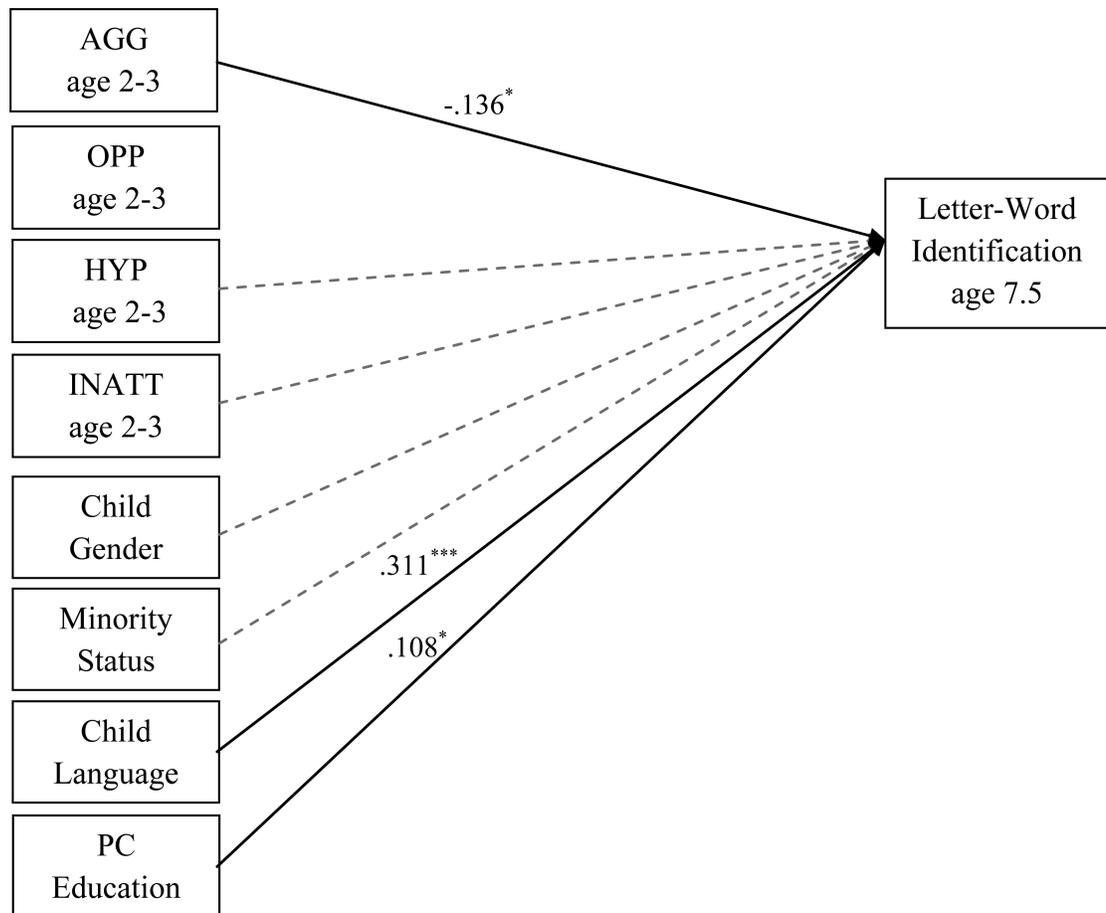 AGG
age 2-3
-.136*
OPP
age 2-3
Letter-Word
Identification
age 7.5
HYP
age 2-3
INATT
age 2-3
Child
Gender
.311***
Minority
Status
.108*
Child
Language
PC
Education